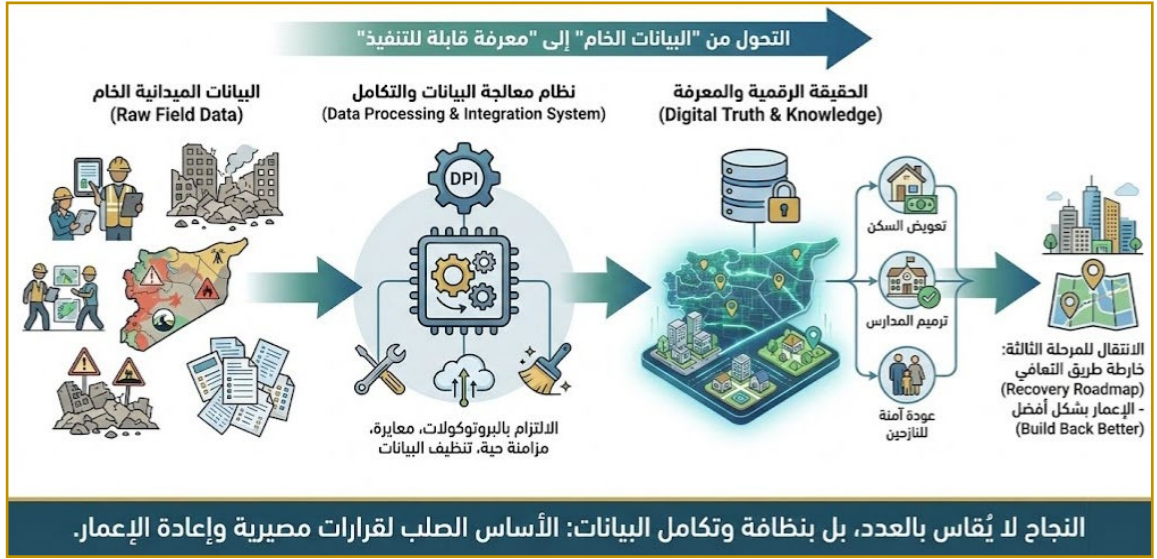 التحول من "البيانات الخام" إلى "معرفة قابلة للتنفيذ"
البيانات الميدانية الخام
(Raw Field Data)
نظام معالجة البيانات والتكامل
(Data Processing & Integration System)
DPI
الالتزام بالبروتوكولات، معايرة،
مزامنة حية، تنظيف البيانات
الحقيقة الرقمية والمعرفة
(Digital Truth & Knowledge)
تعويض السكن
ترميم المدارس
عودة آمنة
للنازحين
الانتقال للمرحلة الثالثة:
خارطة طريق التعافي
(Recovery Roadmap)
- الإعمار بشكل أفضل
(Build Back Better)
النجاح لا يُقاس بالعدد، بل بنظافة وتكامل البيانات: الأساس الصلب لقرارات مصيرية وإعادة الإعمار.